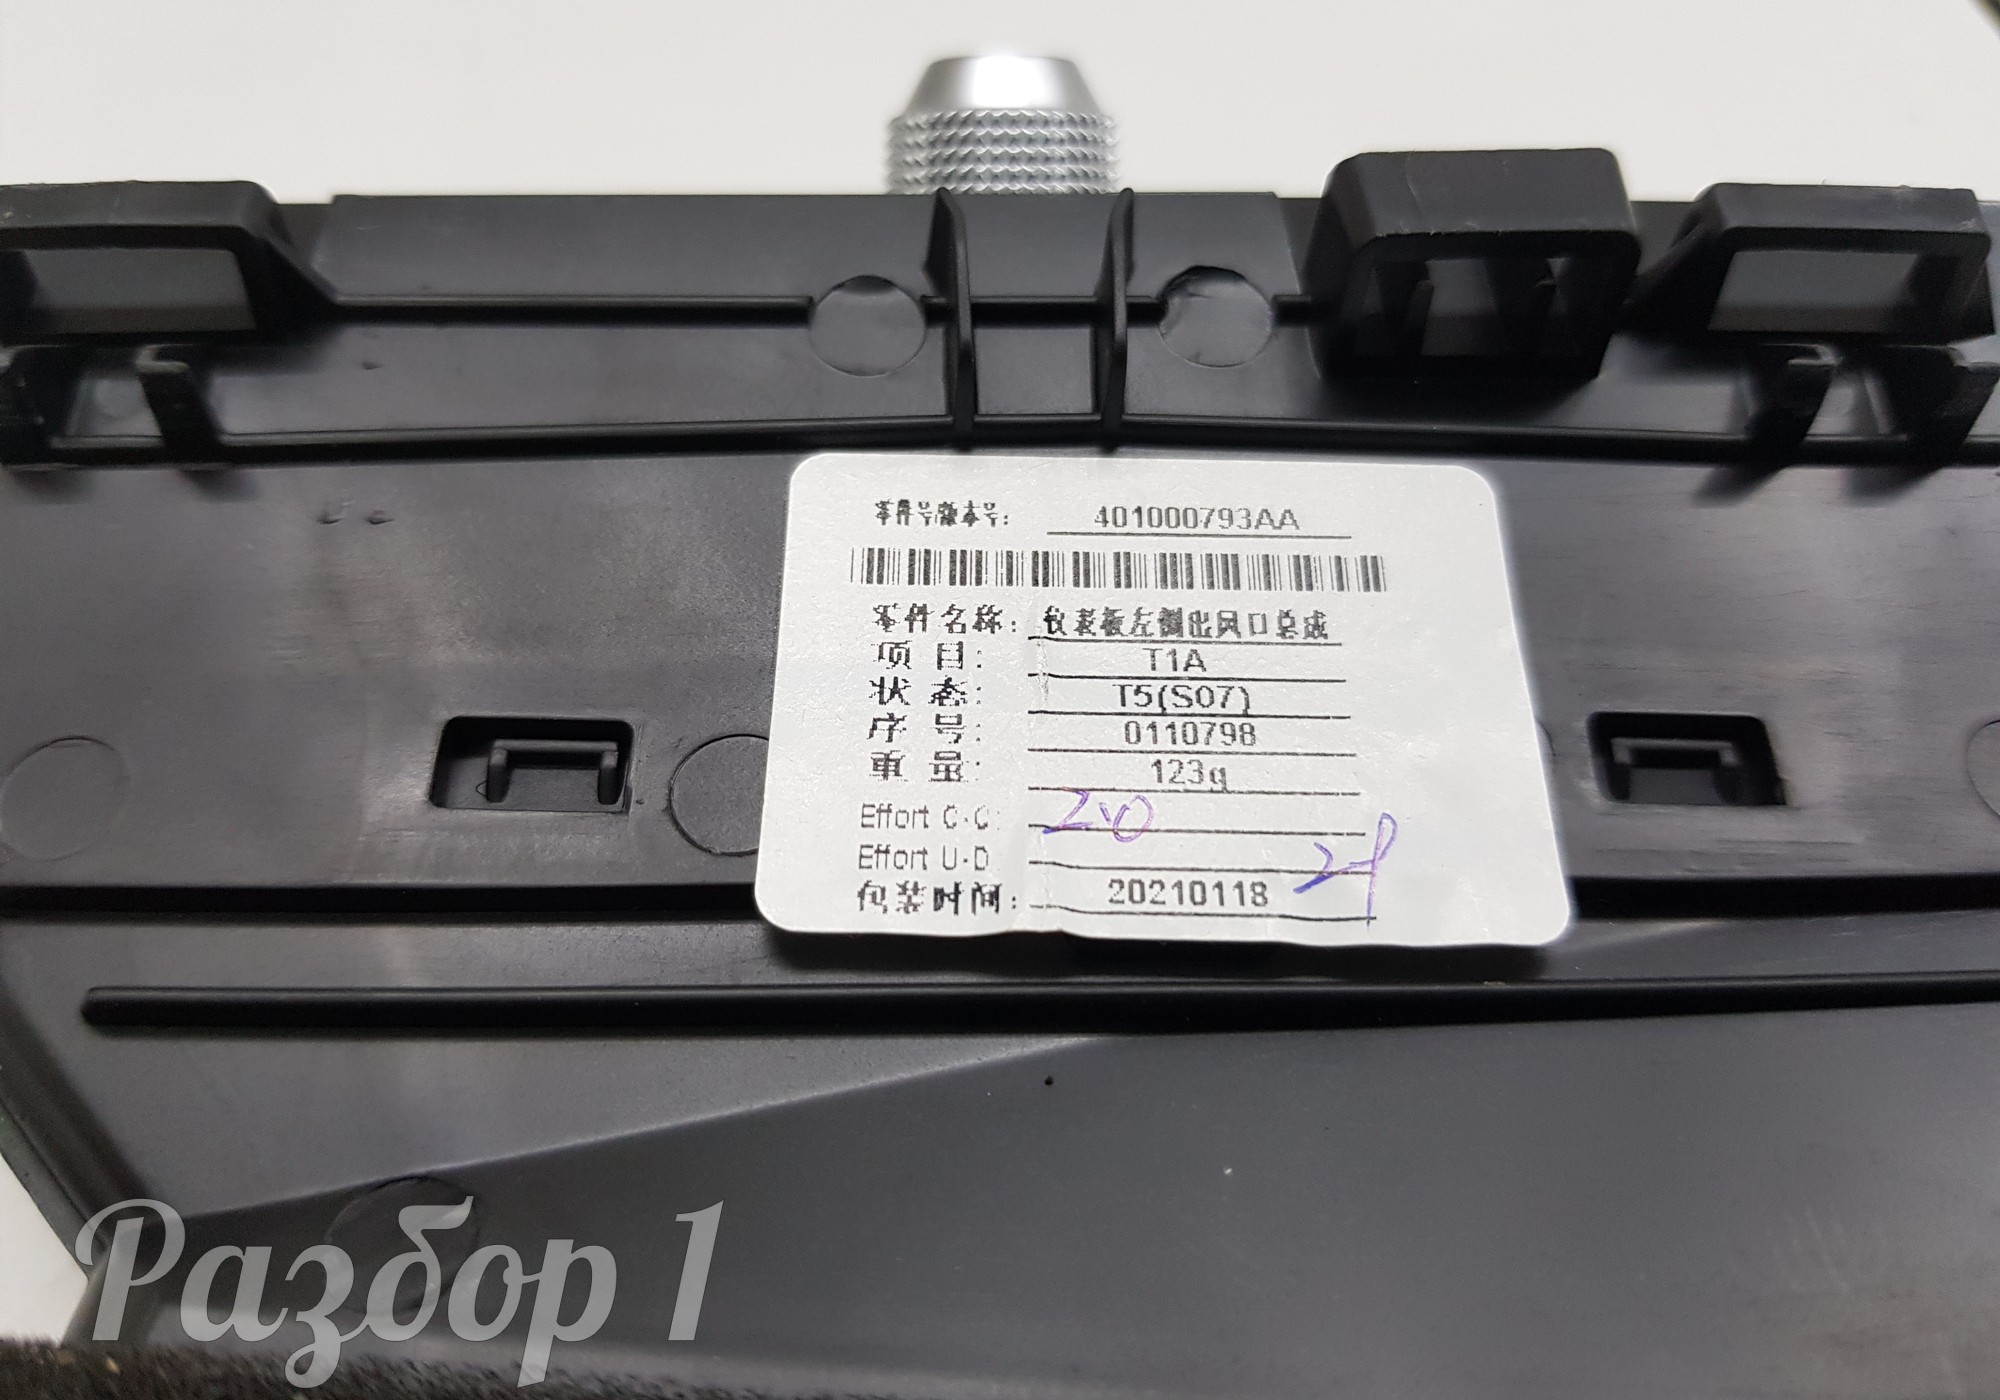 零件号/版本号: 401000793AA
零件名称: 仪表板左侧出风口总成
项目: T1A
状态: T5(S07)
序号: 0110798
重量: 123g
Effort C-C: 2.0
Effort U-D
包装时间: 20210118
Разбор 1